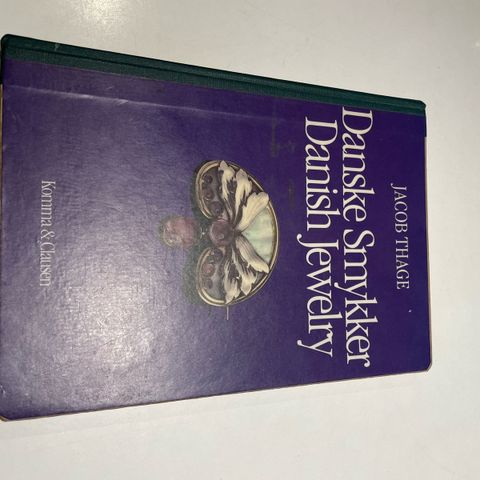 JACOB THAGE
Danske Smykker
Danish Jewelry
Komma & Clausen